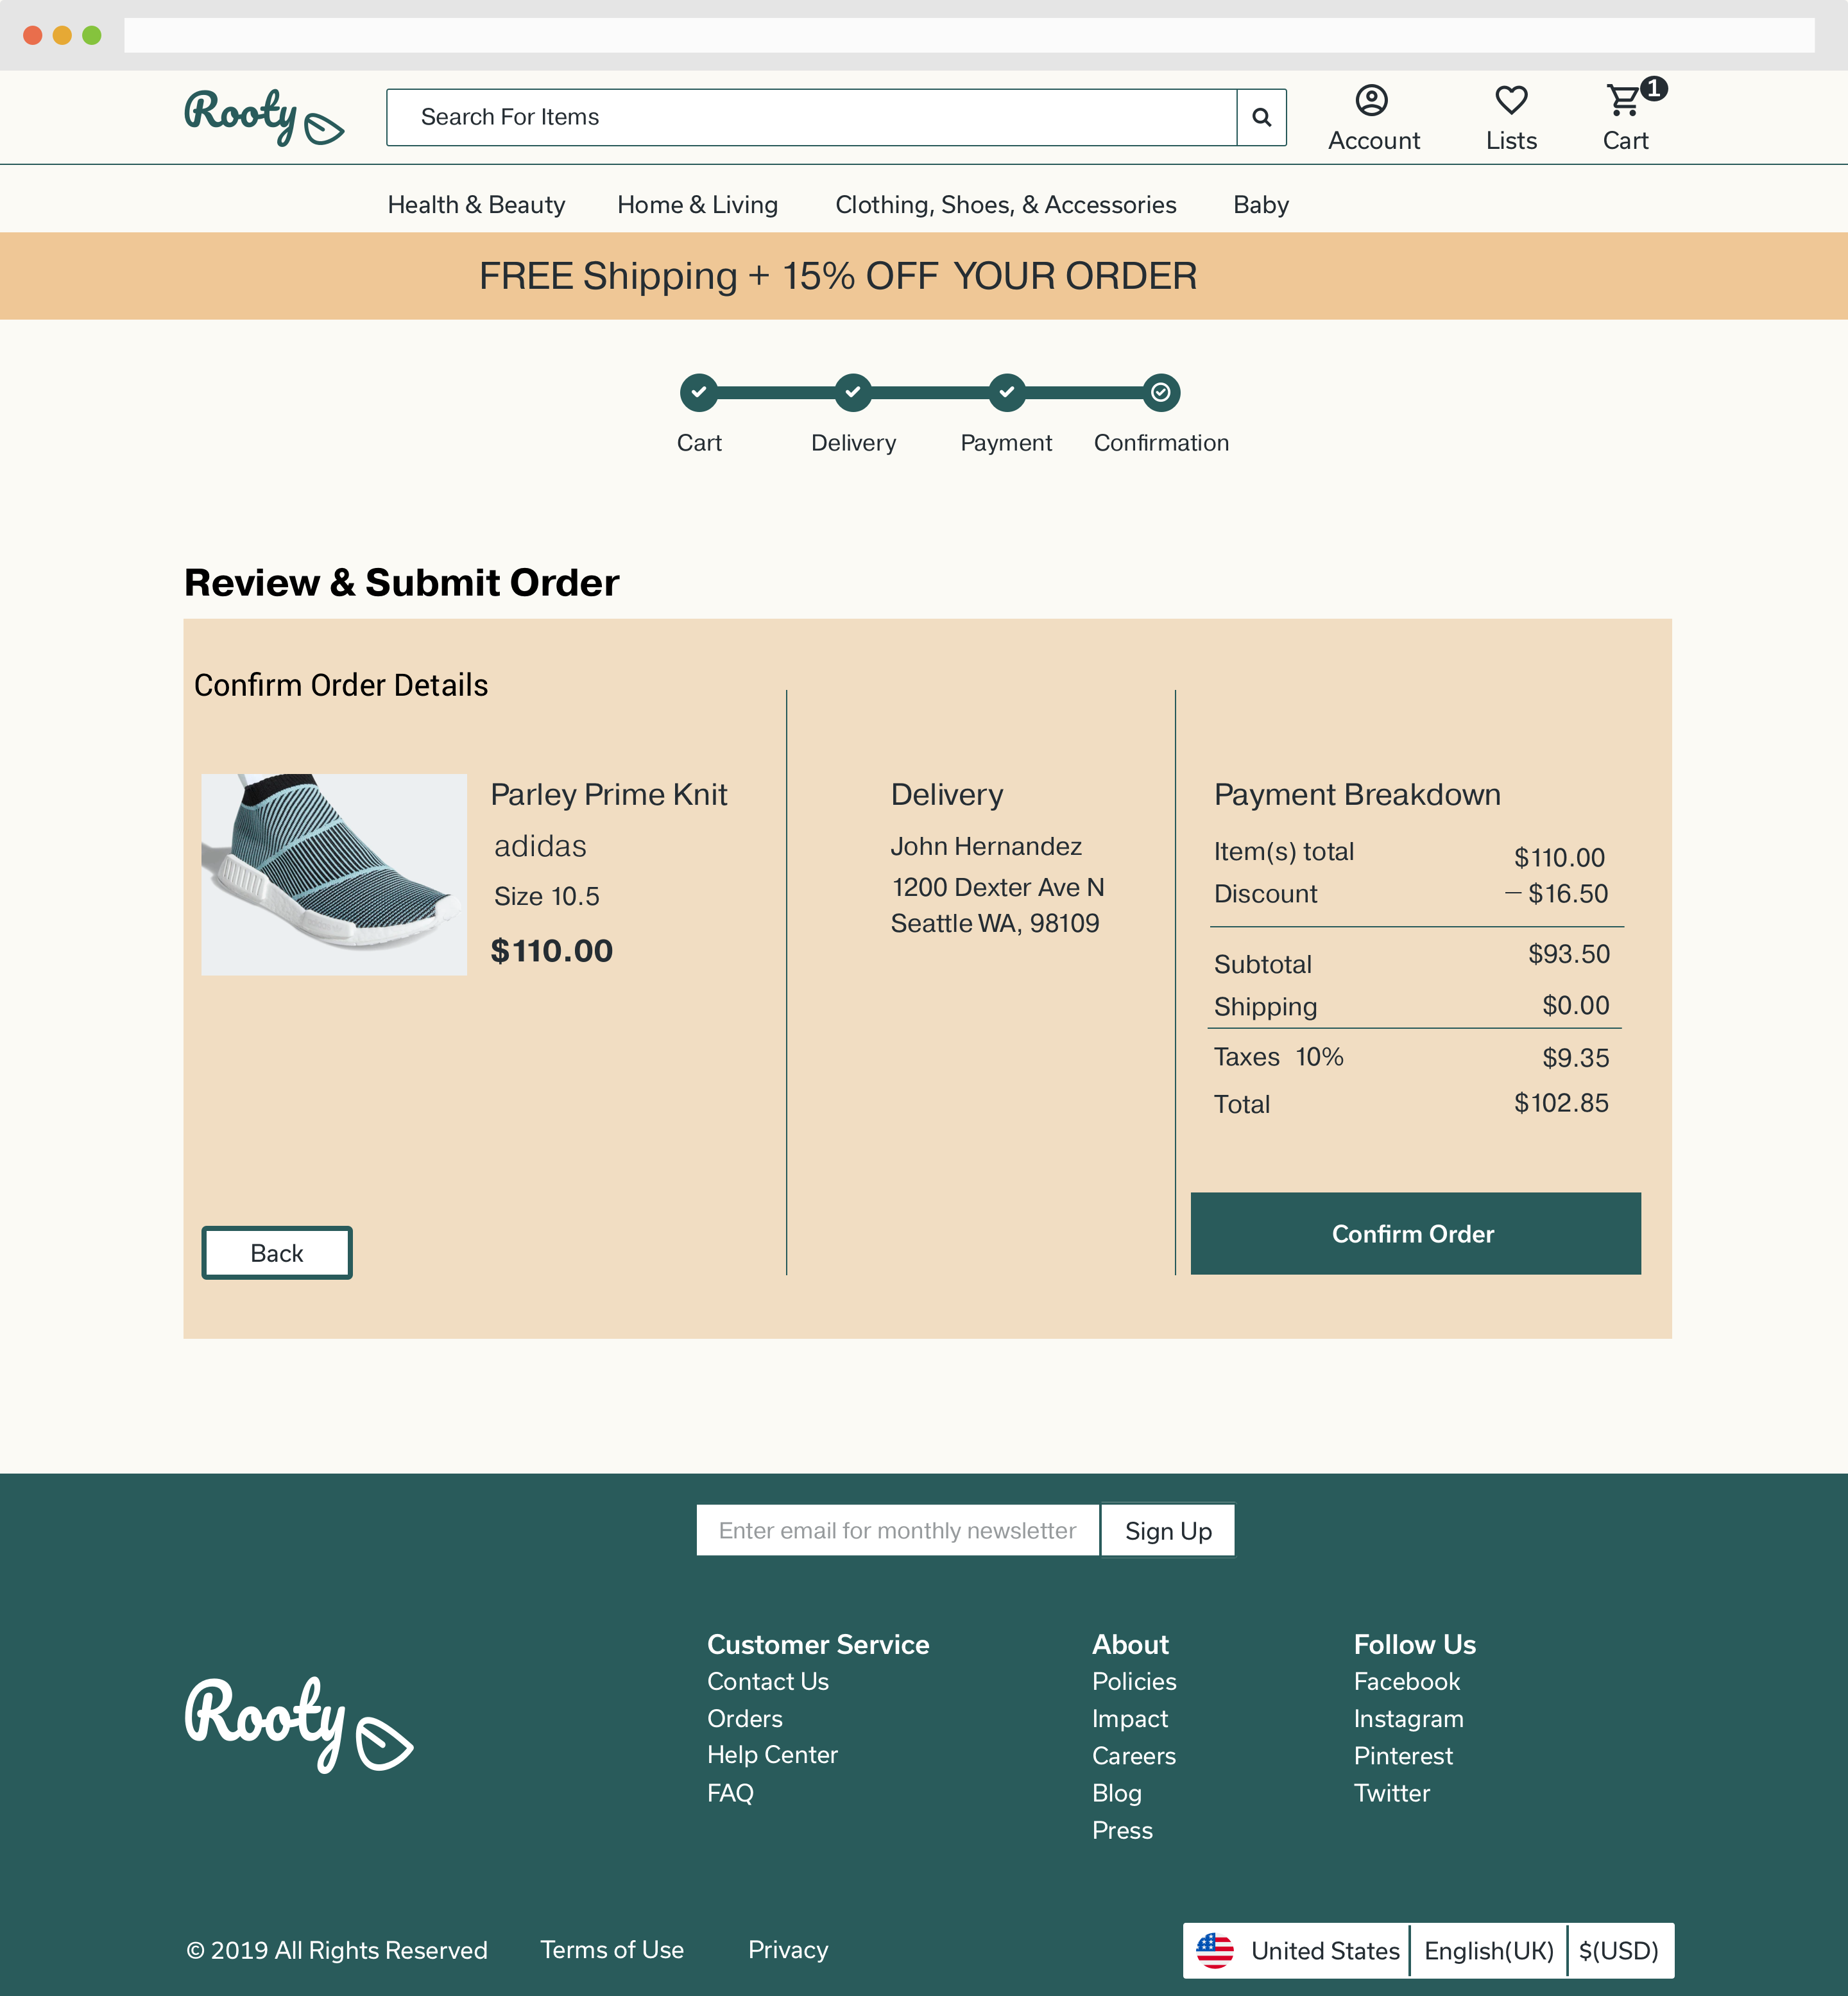 Rooty
Search For Items
Account
Lists
Cart
1
Health & Beauty
Home & Living
Clothing, Shoes, & Accessories
Baby
FREE Shipping + 15% OFF YOUR ORDER
Cart
Delivery
Payment
Confirmation
Review & Submit Order
Confirm Order Details
Parley Prime Knit
adidas
Size 10.5
$110.00
Delivery
John Hernandez
1200 Dexter Ave N
Seattle WA, 98109
Payment Breakdown
Item(s) total $110.00
Discount – $16.50
Subtotal $93.50
Shipping $0.00
Taxes 10% $9.35
Total $102.85
Back
Confirm Order
Enter email for monthly newsletter
Sign Up
Rooty
Customer Service
Contact Us
Orders
Help Center
FAQ
About
Policies
Impact
Careers
Blog
Press
Follow Us
Facebook
Instagram
Pinterest
Twitter
© 2019 All Rights Reserved
Terms of Use
Privacy
United States
English(UK)
$(USD)